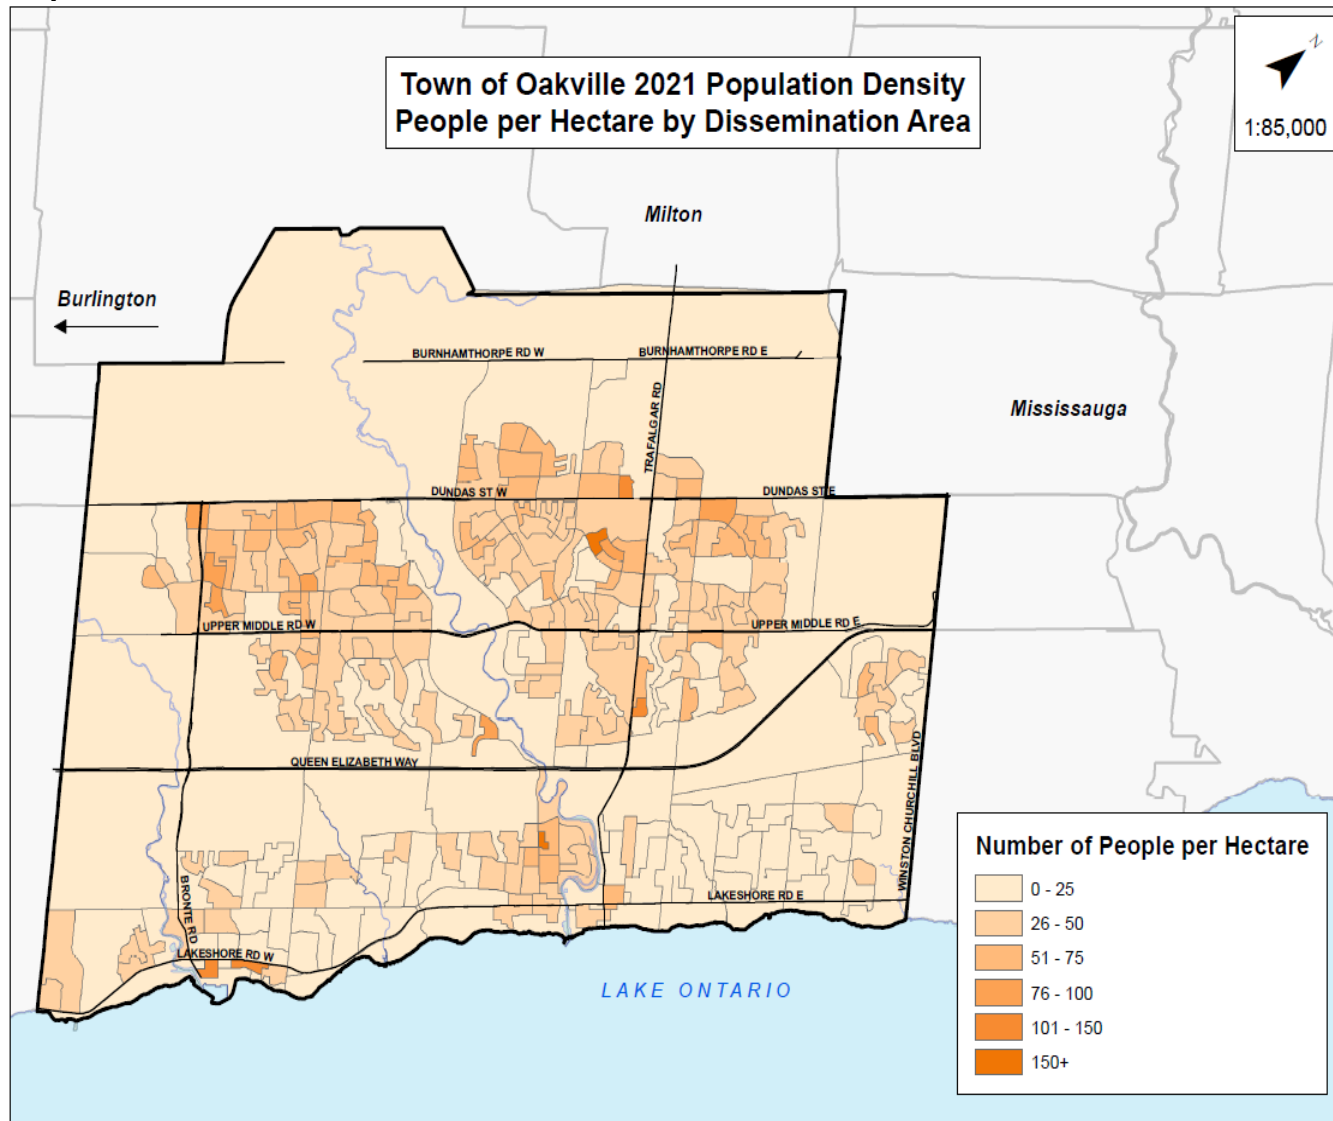 Town of Oakville 2021 Population Density
People per Hectare by Dissemination Area
N
1:85,000
Milton
Burlington
BURNHAMTHORPE RD W
BURNHAMTHORPE RD E
TRAFALGAR RD
Mississauga
DUNDAS ST W
DUNDAS ST E
UPPER MIDDLE RD W
UPPER MIDDLE RD E
QUEEN ELIZABETH WAY
WINSTON CHURCHILL BLVD
BRONTE RD
LAKESHORE RD E
LAKESHORE RD W
LAKE ONTARIO
Number of People per Hectare
0 - 25
26 - 50
51 - 75
76 - 100
101 - 150
150+